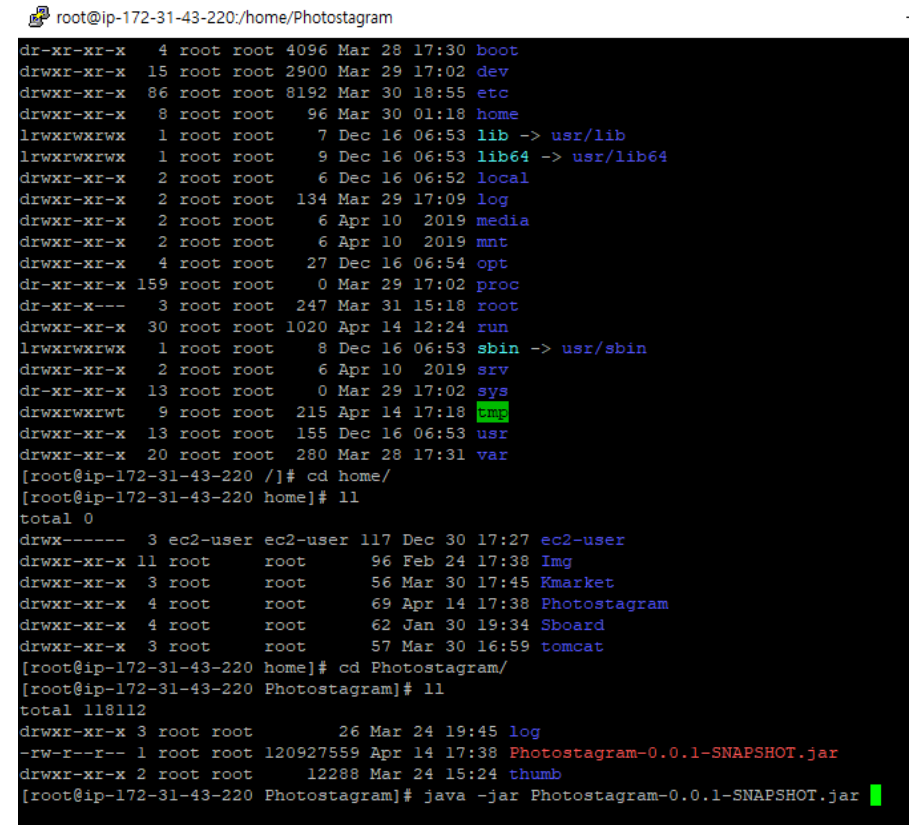 root@ip-172-31-43-220:/home/Photostagram
dr-xr-xr-x   4 root root 4096 Mar 28 17:30 boot
drwxr-xr-x  15 root root 2900 Mar 29 17:02 dev
drwxr-xr-x  86 root root 8192 Mar 30 18:55 etc
drwxr-xr-x   8 root root   96 Mar 30 01:18 home
lrwxrwxrwx   1 root root    7 Dec 16 06:53 lib -> usr/lib
lrwxrwxrwx   1 root root    9 Dec 16 06:53 lib64 -> usr/lib64
drwxr-xr-x   2 root root    6 Dec 16 06:52 local
drwxr-xr-x   2 root root  134 Mar 29 17:09 log
drwxr-xr-x   2 root root    6 Apr 10  2019 media
drwxr-xr-x   2 root root    6 Apr 10  2019 mnt
drwxr-xr-x   4 root root   27 Dec 16 06:54 opt
dr-xr-xr-x 159 root root    0 Mar 29 17:02 proc
dr-xr-x---   3 root root  247 Mar 31 15:18 root
drwxr-xr-x  30 root root 1020 Apr 14 12:24 run
lrwxrwxrwx   1 root root    8 Dec 16 06:53 sbin -> usr/sbin
drwxr-xr-x   2 root root    6 Apr 10  2019 srv
dr-xr-xr-x  13 root root    0 Mar 29 17:02 sys
drwxrwxrwt   9 root root  215 Apr 14 17:18 tmp
drwxr-xr-x  13 root root  155 Dec 16 06:53 usr
drwxr-xr-x  20 root root  280 Mar 28 17:31 var
[root@ip-172-31-43-220 /]# cd home/
[root@ip-172-31-43-220 home]# ll
total 0
drwx------  3 ec2-user ec2-user 117 Dec 30 17:27 ec2-user
drwxr-xr-x 11 root     root      96 Feb 24 17:38 Img
drwxr-xr-x  3 root     root      56 Mar 30 17:45 Kmarket
drwxr-xr-x  4 root     root      69 Apr 14 17:38 Photostagram
drwxr-xr-x  4 root     root      62 Jan 30 19:34 Sboard
drwxr-xr-x  3 root     root      57 Mar 30 16:59 tomcat
[root@ip-172-31-43-220 home]# cd Photostagram/
[root@ip-172-31-43-220 Photostagram]# ll
total 118112
drwxr-xr-x 3 root root        26 Mar 24 19:45 log
-rw-r--r-- 1 root root 120927559 Apr 14 17:38 Photostagram-0.0.1-SNAPSHOT.jar
drwxr-xr-x 2 root root     12288 Mar 24 15:24 thumb
[root@ip-172-31-43-220 Photostagram]# java -jar Photostagram-0.0.1-SNAPSHOT.jar